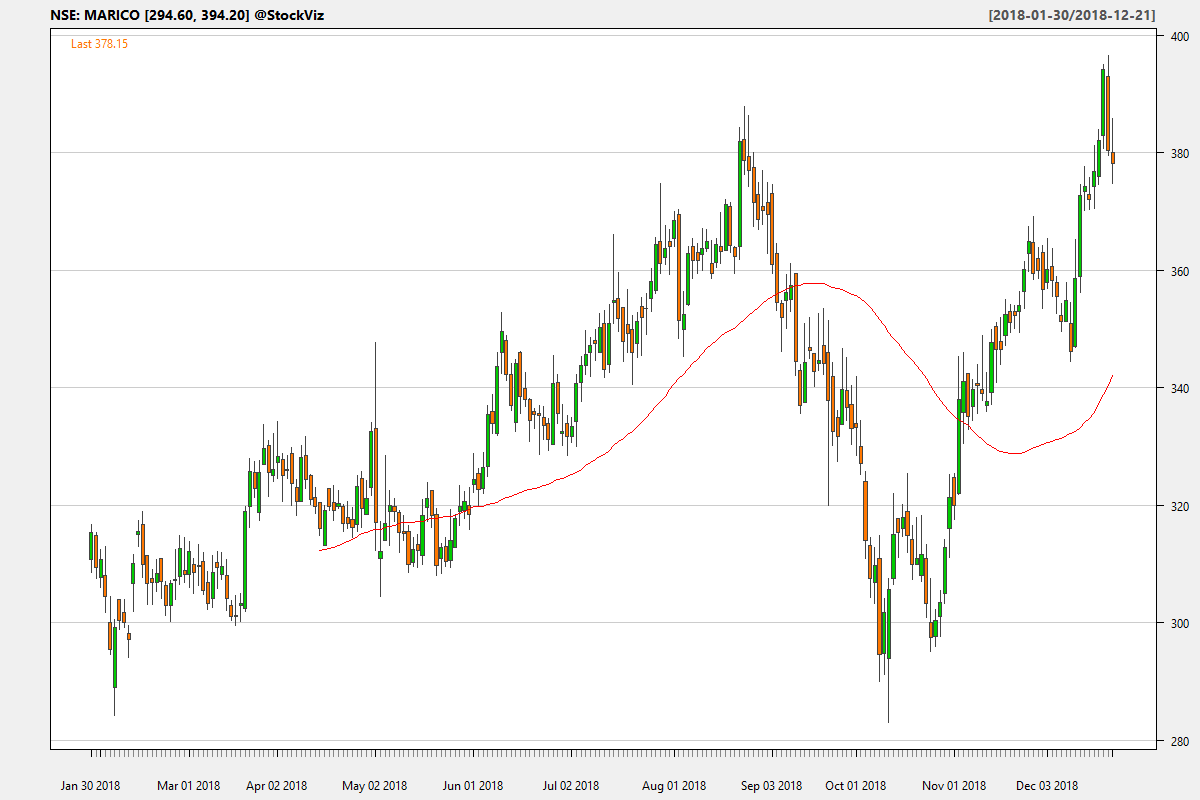 NSE: MARICO [294.60, 394.20] @StockViz [2018-01-30/2018-12-21]
Last 378.15
400
380
360
340
320
300
280
Jan 30 2018 Mar 01 2018 Apr 02 2018 May 02 2018 Jun 01 2018 Jul 02 2018 Aug 01 2018 Sep 03 2018 Oct 01 2018 Nov 01 2018 Dec 03 2018